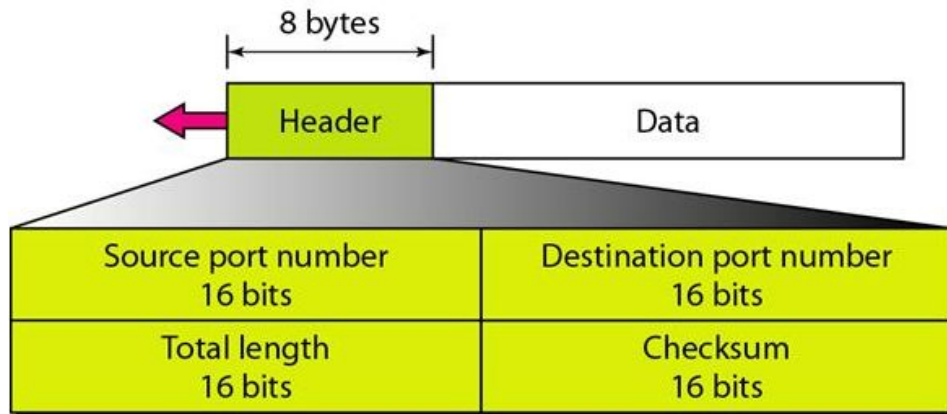 8 bytes
Header
Data
Source port number
16 bits
Destination port number
16 bits
Total length
16 bits
Checksum
16 bits